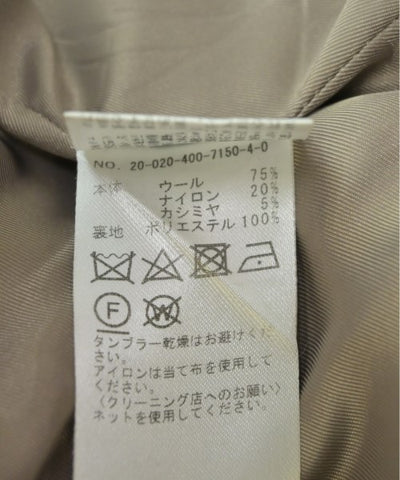 NO. 20-020-400-7150-4-0
本体 ウール 75%
ナイロン 20%
カシミヤ 5%
裏地 ポリエステル 100%
F W
タンブラー乾燥はお避けくだ
さい。
アイロンは当て布を使用して
ください。
〈クリーニング店へのお願い〉
ネットを使用してください。